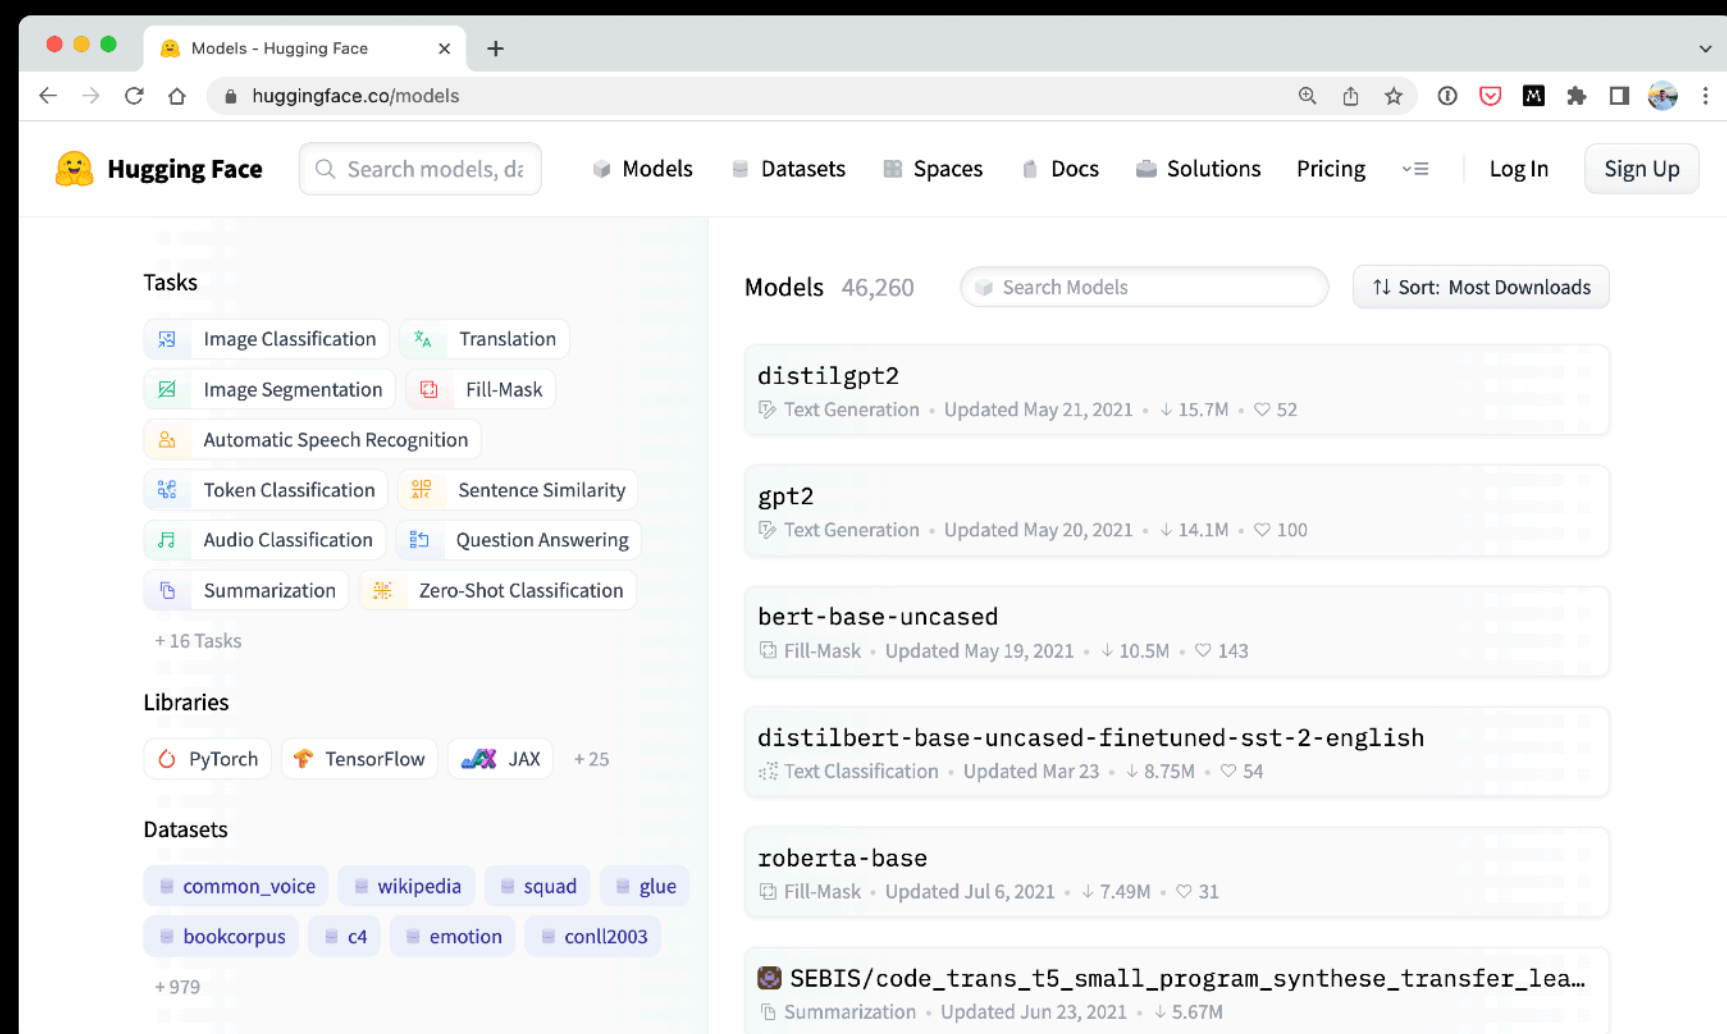 Models - Hugging Face
huggingface.co/models
Hugging Face Search models, da Models Datasets Spaces Docs Solutions Pricing Log In Sign Up
Tasks
Image Classification Translation
Image Segmentation Fill-Mask
Automatic Speech Recognition
Token Classification Sentence Similarity
Audio Classification Question Answering
Summarization Zero-Shot Classification
+ 16 Tasks
Libraries
PyTorch TensorFlow JAX + 25
Datasets
common_voice wikipedia squad glue
bookcorpus c4 emotion conll2003
+ 979
Models 46,260 Search Models ↑↓ Sort: Most Downloads
distilgpt2
Text Generation • Updated May 21, 2021 • ↓ 15.7M • ♡ 52
gpt2
Text Generation • Updated May 20, 2021 • ↓ 14.1M • ♡ 100
bert-base-uncased
Fill-Mask • Updated May 19, 2021 • ↓ 10.5M • ♡ 143
distilbert-base-uncased-finetuned-sst-2-english
Text Classification • Updated Mar 23 • ↓ 8.75M • ♡ 54
roberta-base
Fill-Mask • Updated Jul 6, 2021 • ↓ 7.49M • ♡ 31
SEBIS/code_trans_t5_small_program_synthese_transfer_lea…
Summarization • Updated Jun 23, 2021 • ↓ 5.67M